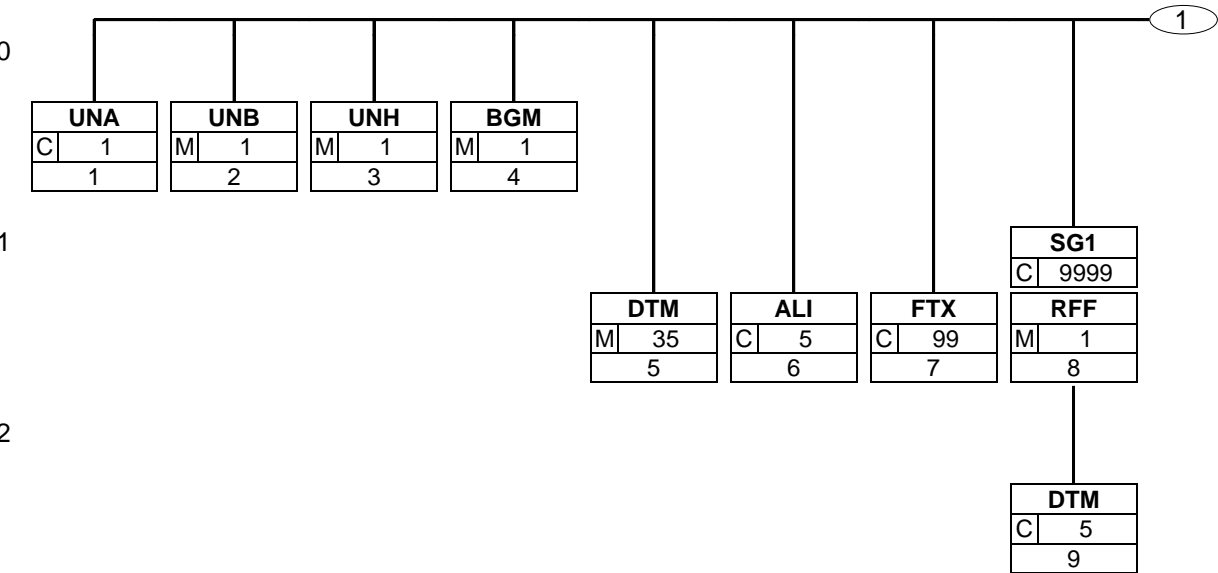 1
0
UNA UNB UNH BGM
C 1 M 1 M 1 M 1
1 2 3 4
1
SG1
C 9999
DTM ALI FTX RFF
M 35 C 5 C 99 M 1
5 6 7 8
2
DTM
C 5
9